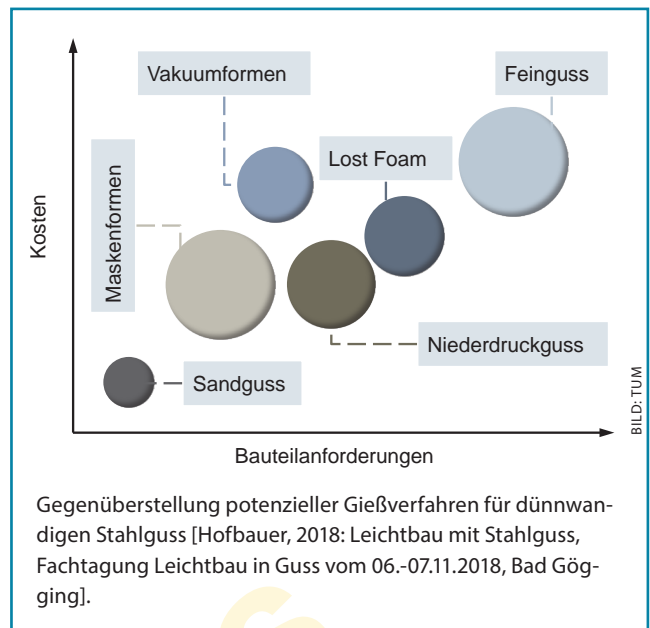 Vakuumformen
Feinguss
Lost Foam
Maskenformen
Kosten
Niederdruckguss
Sandguss
BILD: TUM
Bauteilanforderungen
Gegenüberstellung potenzieller Gießverfahren für dünnwan-
digen Stahlguss [Hofbauer, 2018: Leichtbau mit Stahlguss,
Fachtagung Leichtbau in Guss vom 06.-07.11.2018, Bad Gög-
ging].